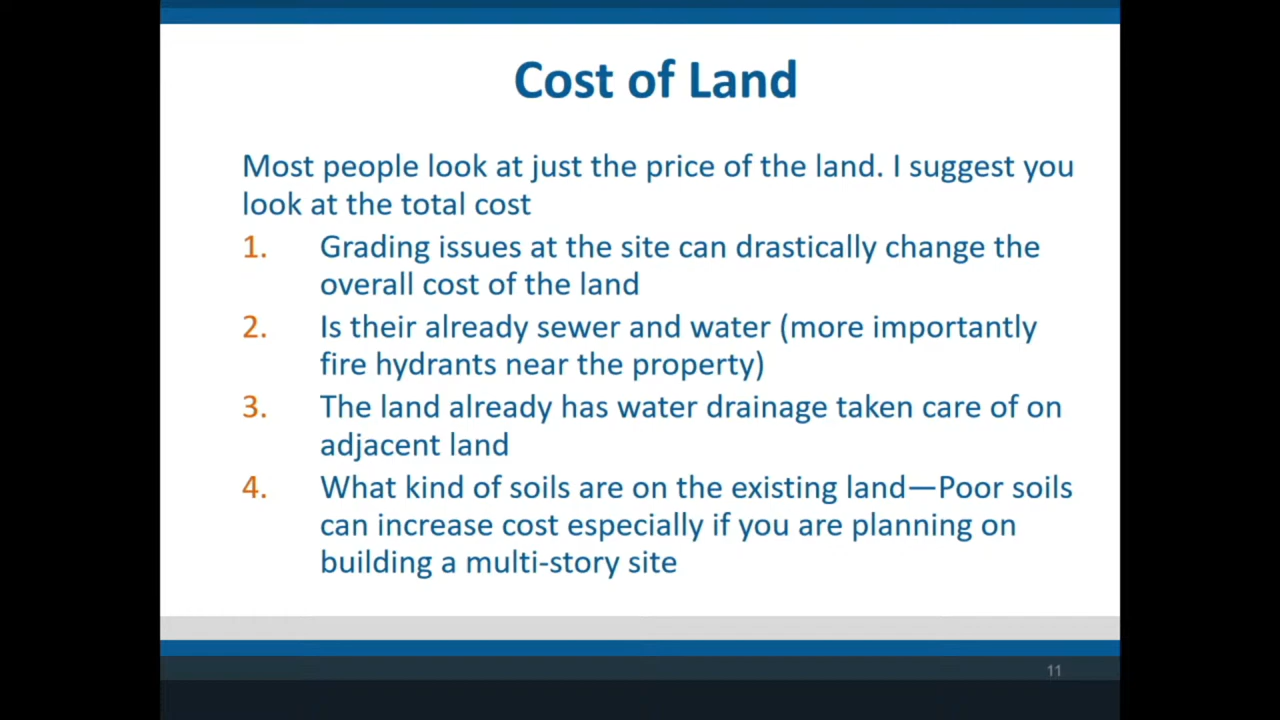 Cost of Land
Most people look at just the price of the land. I suggest you
look at the total cost
1. Grading issues at the site can drastically change the
overall cost of the land
2. Is their already sewer and water (more importantly
fire hydrants near the property)
3. The land already has water drainage taken care of on
adjacent land
4. What kind of soils are on the existing land—Poor soils
can increase cost especially if you are planning on
building a multi-story site
11